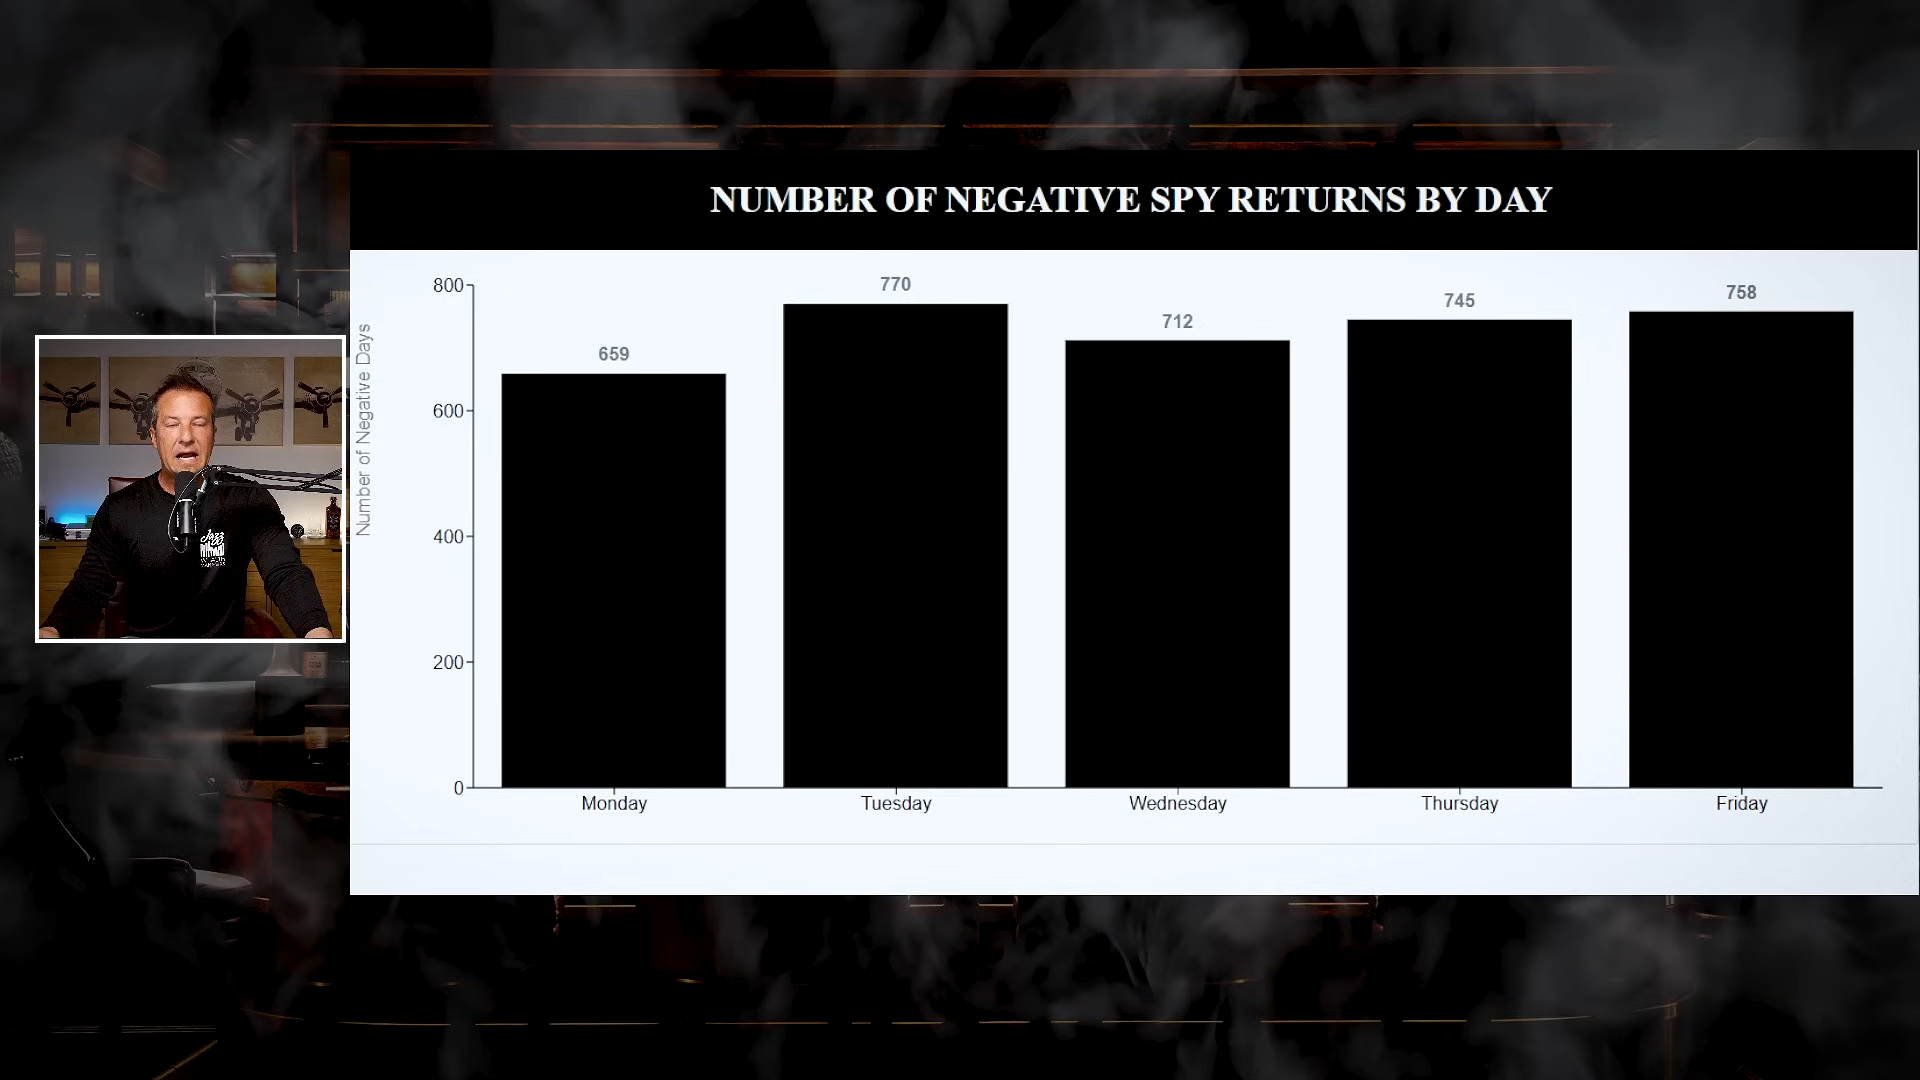 NUMBER OF NEGATIVE SPY RETURNS BY DAY
Number of Negative Days
800
600
400
200
0
659
770
712
745
758
Monday
Tuesday
Wednesday
Thursday
Friday
Jazz